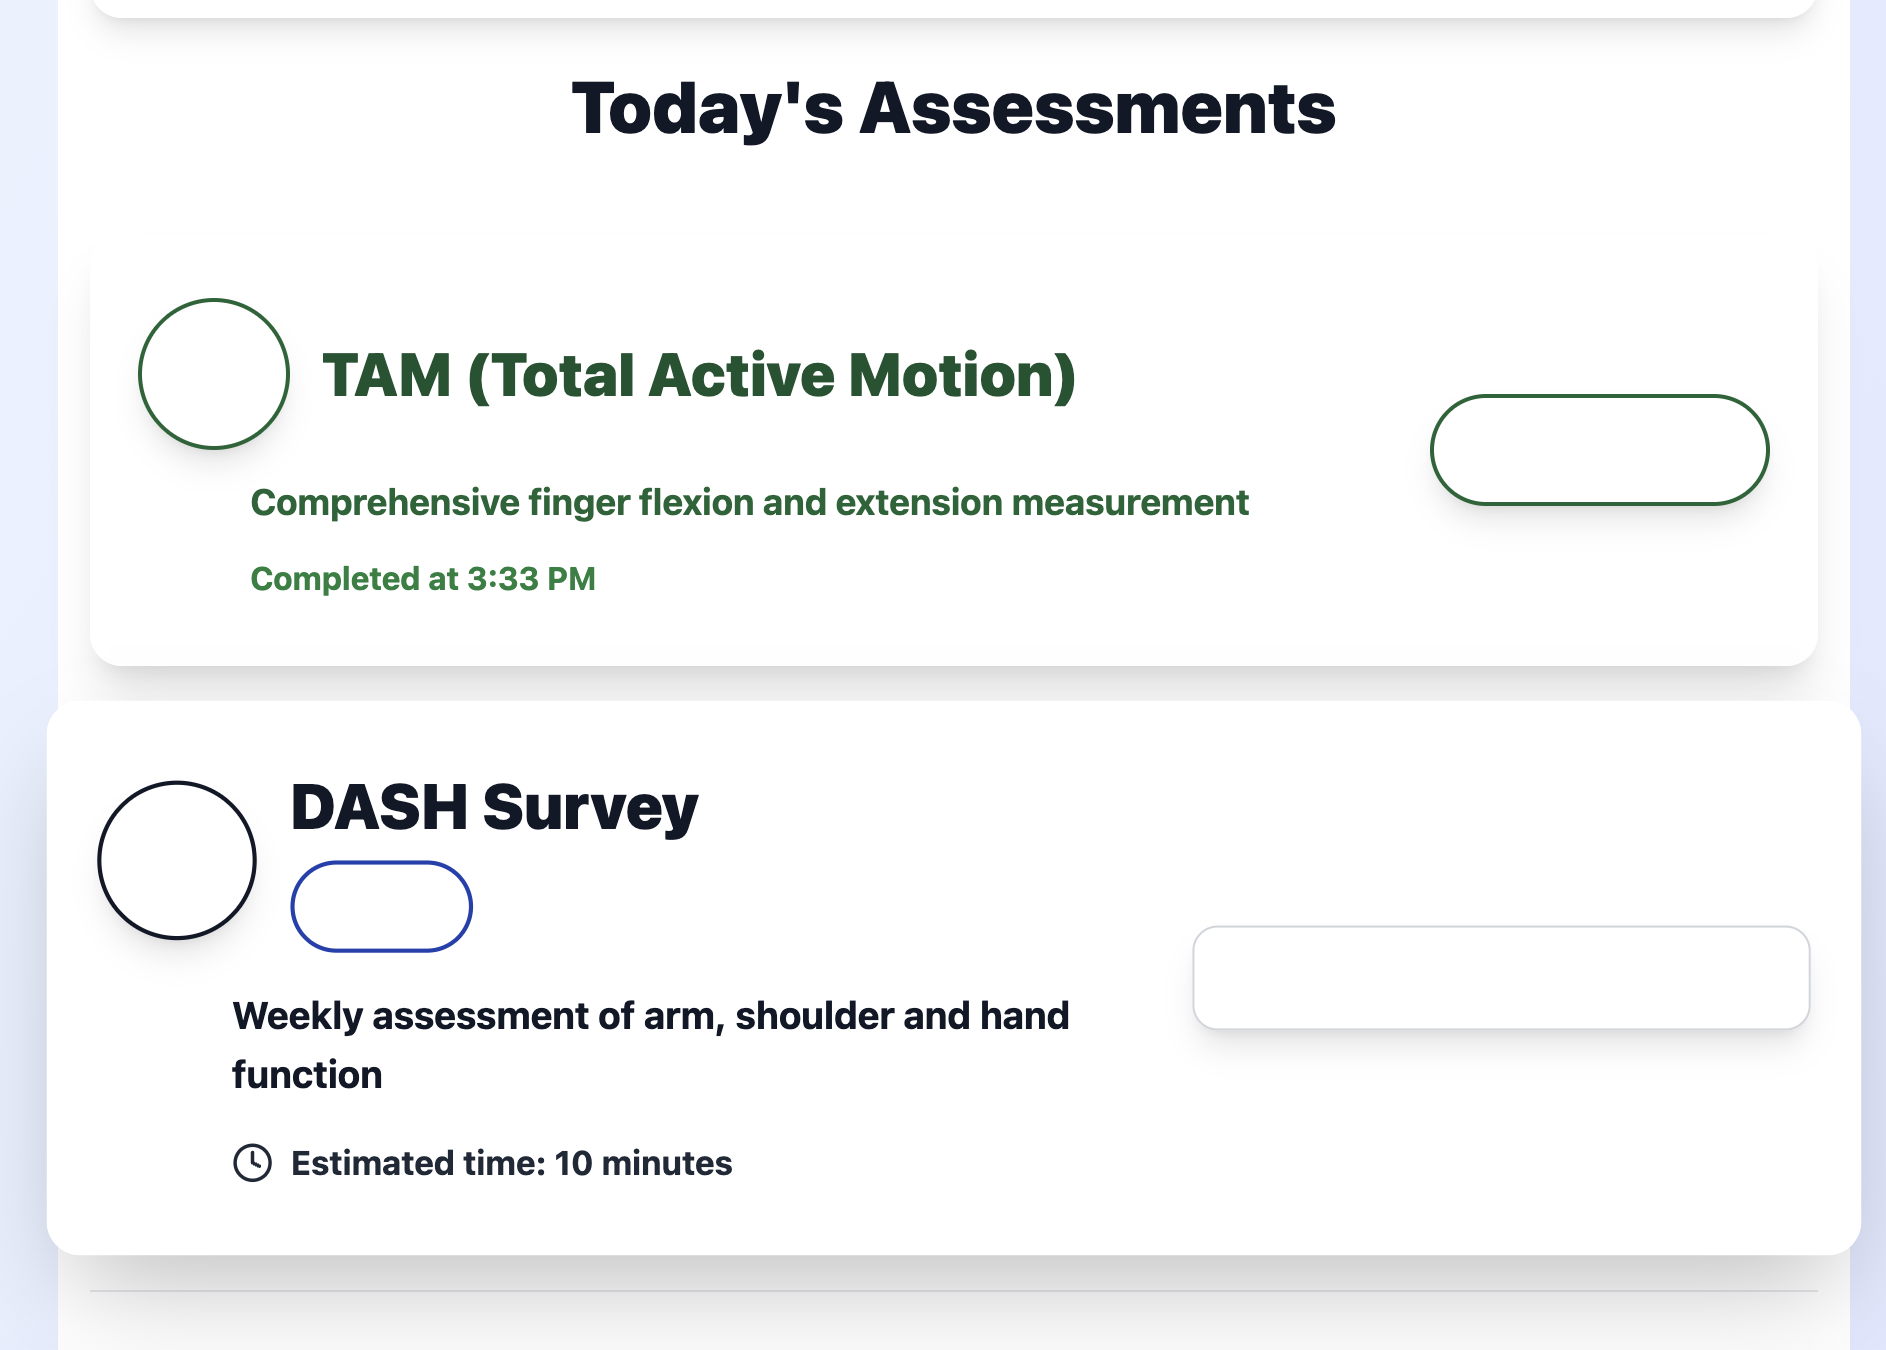 Today's Assessments
TAM (Total Active Motion)
Comprehensive finger flexion and extension measurement
Completed at 3:33 PM
DASH Survey
Weekly assessment of arm, shoulder and hand
function
Estimated time: 10 minutes